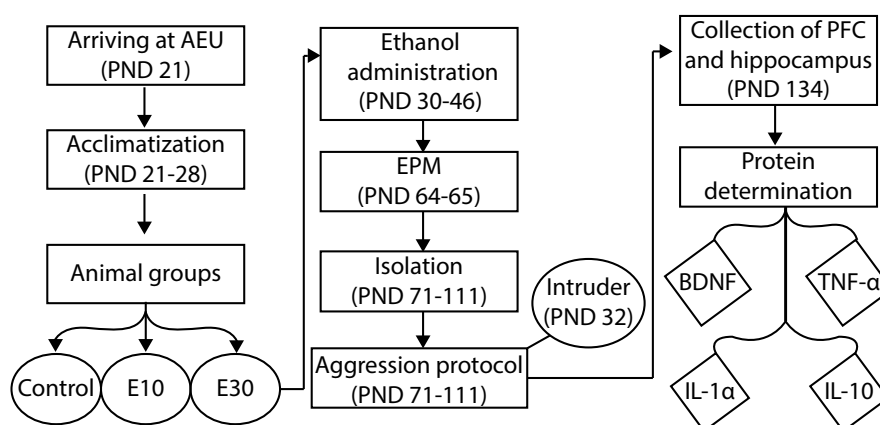 Arriving at AEU
(PND 21)
Acclimatization
(PND 21-28)
Animal groups
Control
E10
E30
Ethanol
administration
(PND 30-46)
EPM
(PND 64-65)
Isolation
(PND 71-111)
Intruder
(PND 32)
Aggression protocol
(PND 71-111)
Collection of PFC
and hippocampus
(PND 134)
Protein
determination
BDNF
TNF-α
IL-1α
IL-10